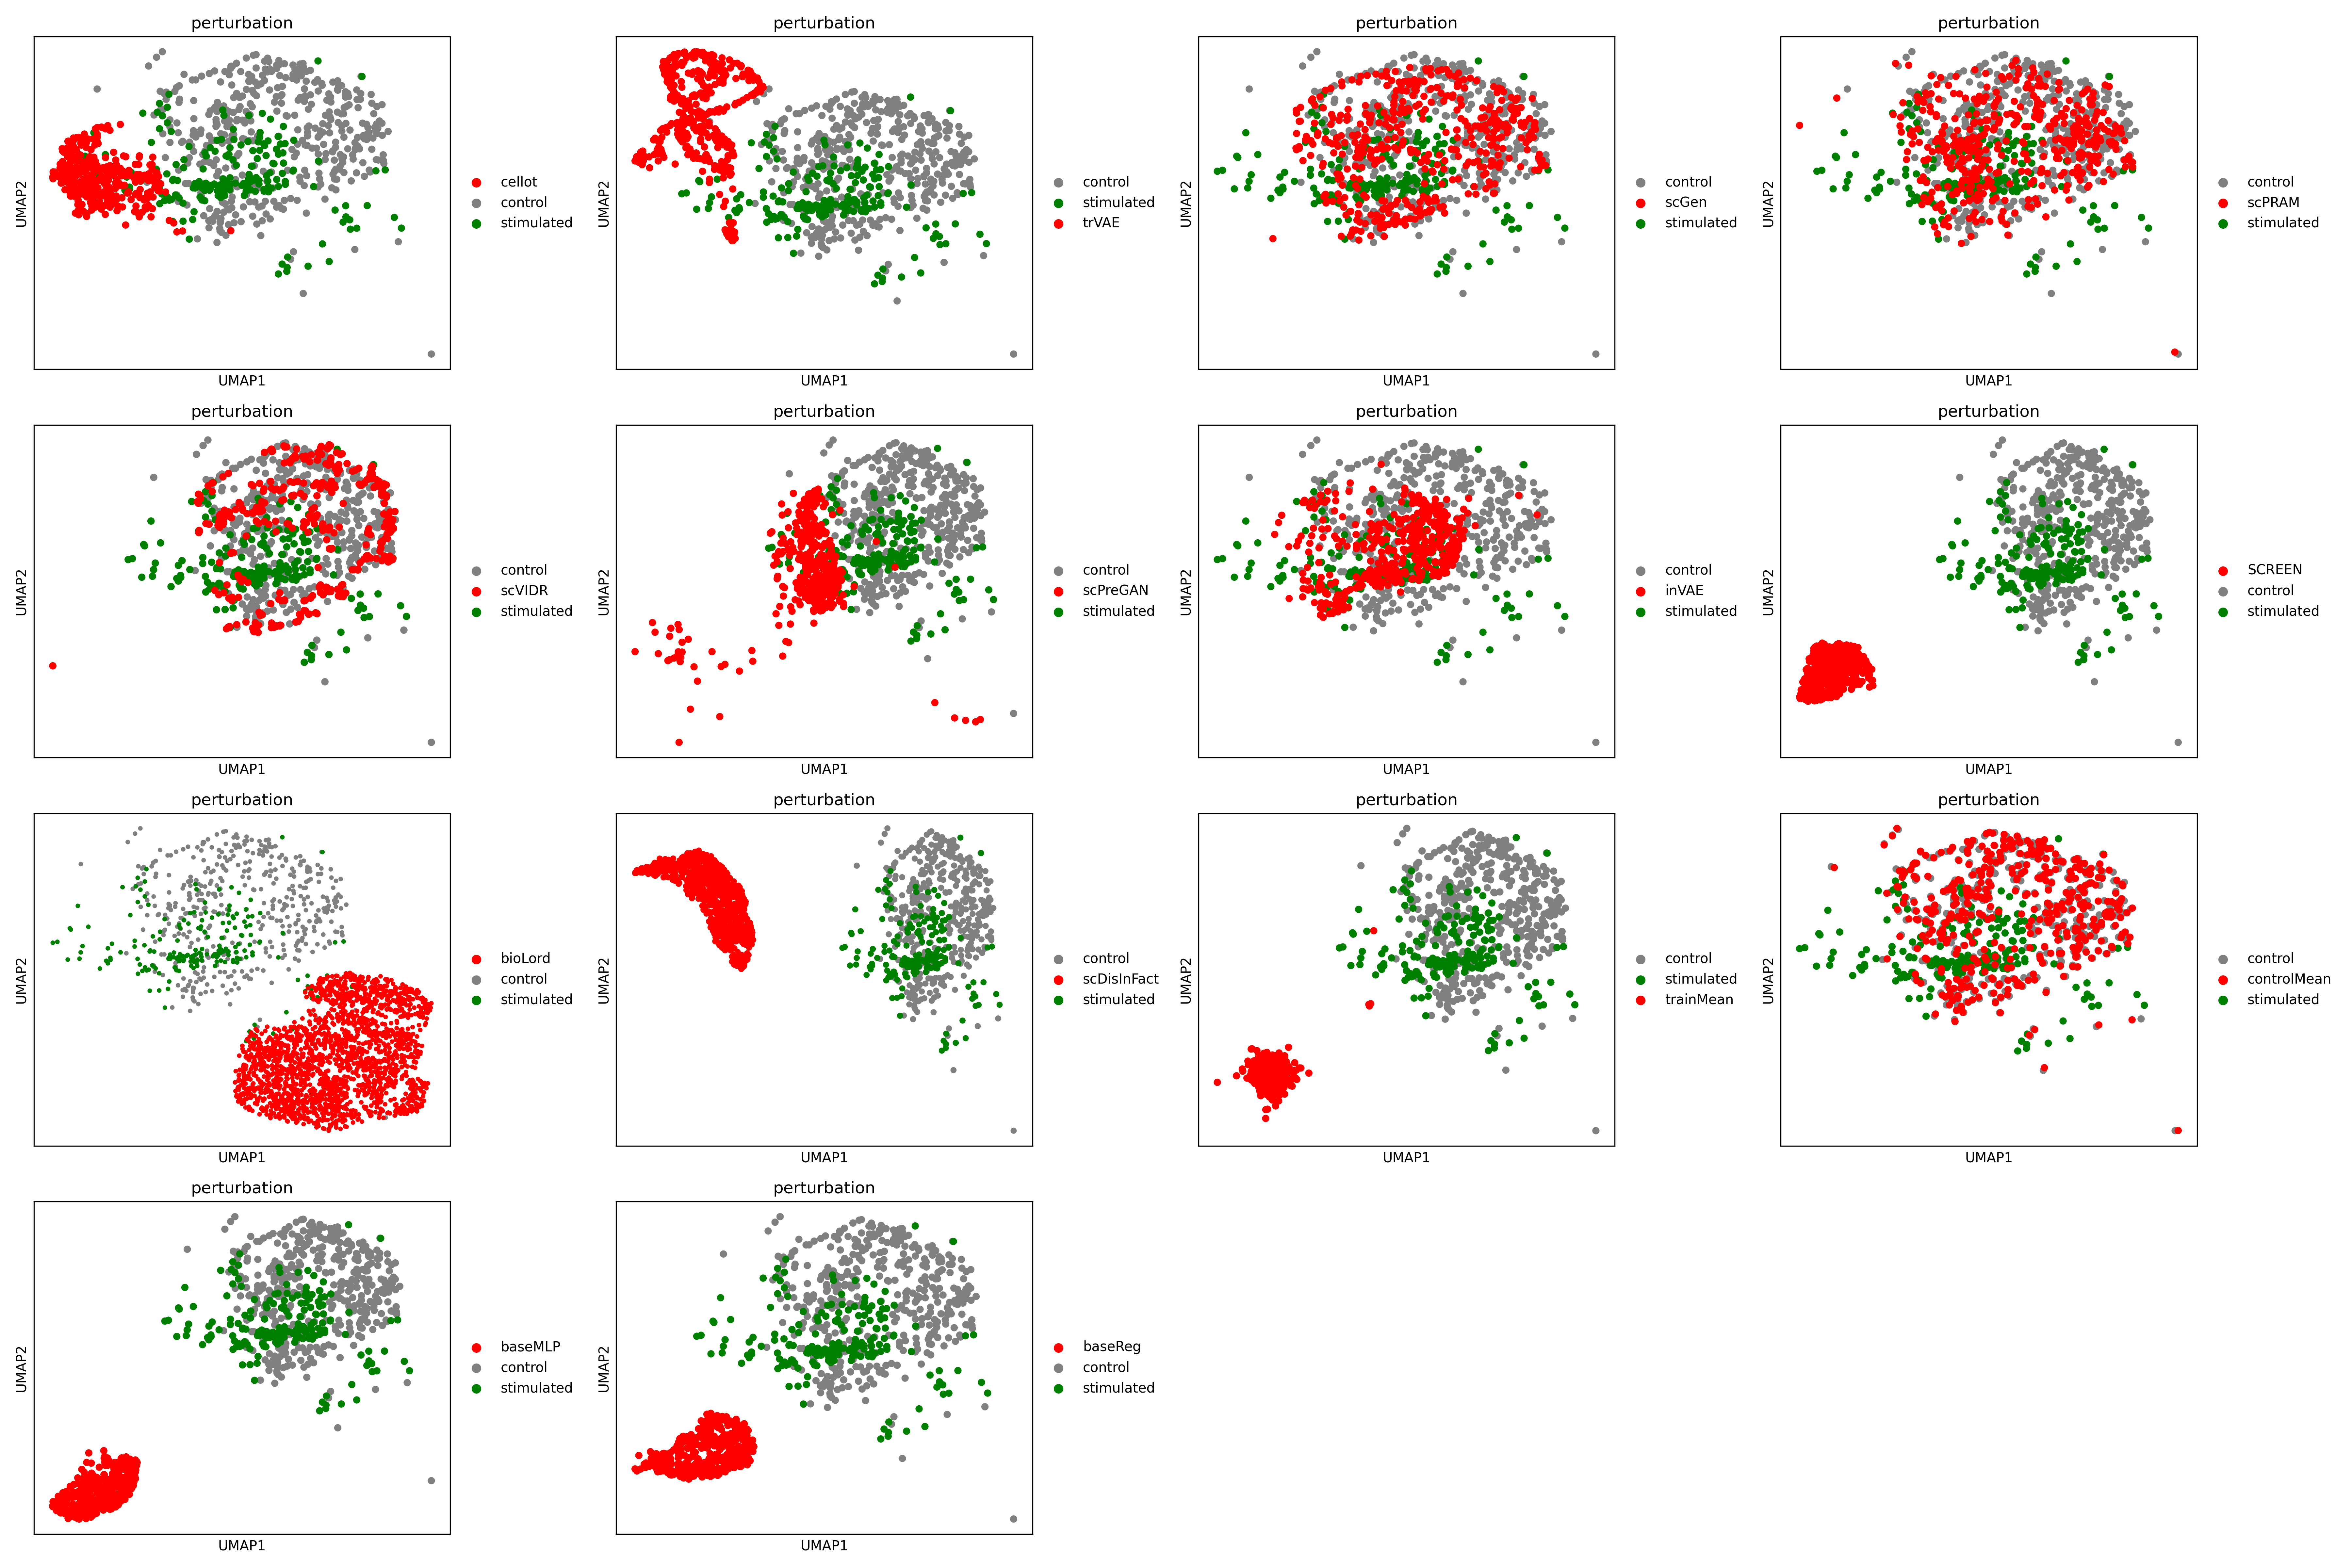 perturbation
UMAP2
UMAP1
cellot
control
stimulated
perturbation
UMAP2
UMAP1
control
stimulated
trVAE
perturbation
UMAP2
UMAP1
control
scGen
stimulated
perturbation
UMAP2
UMAP1
control
scPRAM
stimulated
perturbation
UMAP2
UMAP1
control
scVIDR
stimulated
perturbation
UMAP2
UMAP1
control
scPreGAN
stimulated
perturbation
UMAP2
UMAP1
control
inVAE
stimulated
perturbation
UMAP2
UMAP1
SCREEN
control
stimulated
perturbation
UMAP2
UMAP1
bioLord
control
stimulated
perturbation
UMAP2
UMAP1
control
scDisInFact
stimulated
perturbation
UMAP2
UMAP1
control
stimulated
trainMean
perturbation
UMAP2
UMAP1
control
controlMean
stimulated
perturbation
UMAP2
UMAP1
baseMLP
control
stimulated
perturbation
UMAP2
UMAP1
baseReg
control
stimulated